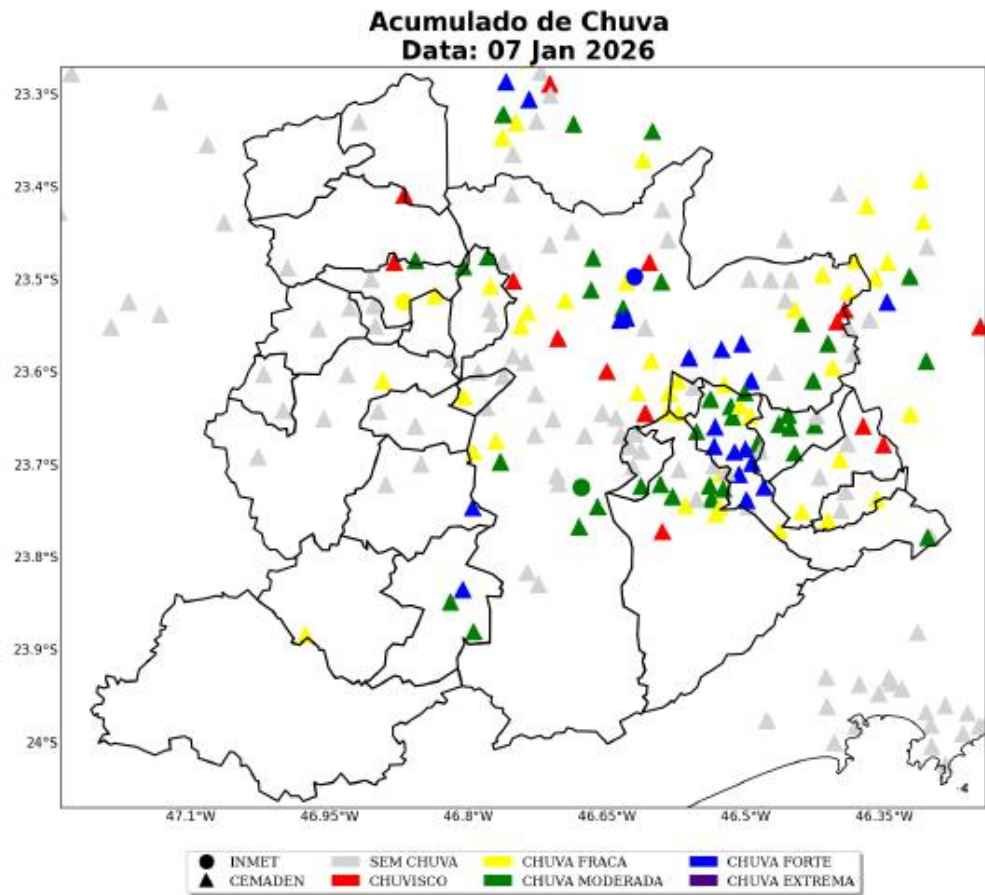 Acumulado de Chuva
Data: 07 Jan 2026
23.3°S
23.4°S
23.5°S
23.6°S
23.7°S
23.8°S
23.9°S
24°S
47.1°W 46.95°W 46.8°W 46.65°W 46.5°W 46.35°W
INMET SEM CHUVA CHUVA FRACA CHUVA FORTE
CEMADEN CHUVISCO CHUVA MODERADA CHUVA EXTREMA